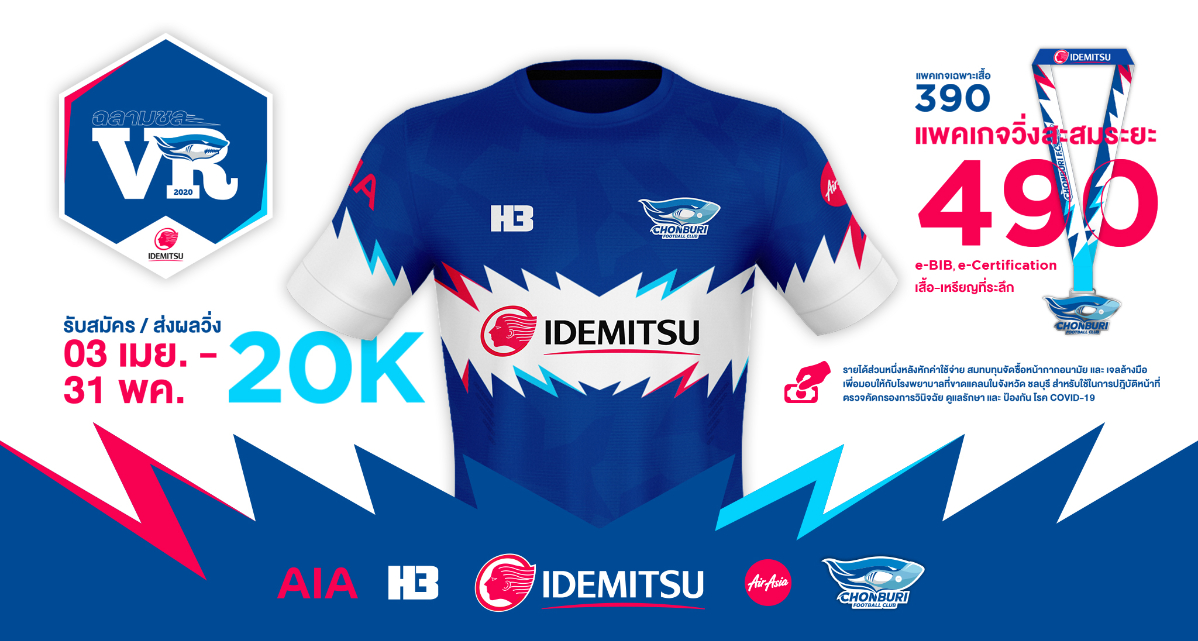 ฉลามชล
VR
2020
IDEMITSU
รับสมัคร / ส่งผลวิ่ง
03 เมย. -
31 พค.
20K
AIA
AirAsia
H3
CHONBURI
FOOTBALL CLUB
IDEMITSU
IDEMITSU
แพคเกจเฉพาะเสื้อ
390
แพคเกจวิ่งสะสมระยะ
490
e-BIB, e-Certification
เสื้อ-เหรียญที่ระลึก
CHONBURI FC
CHONBURI
FOOTBALL CLUB
รายได้ส่วนหนึ่งหลังหักค่าใช้จ่าย สมทบทุนจัดซื้อหน้ากากอนามัย และ เจลล้างมือ
เพื่อมอบให้กับโรงพยาบาลที่ขาดแคลนในจังหวัด ชลบุรี สำหรับใช้ในการปฏิบัติหน้าที่
ตรวจคัดกรองการวินิจฉัย ดูแลรักษา และ ป้องกัน โรค COVID-19
AIA
H3
IDEMITSU
AirAsia
CHONBURI
FOOTBALL CLUB